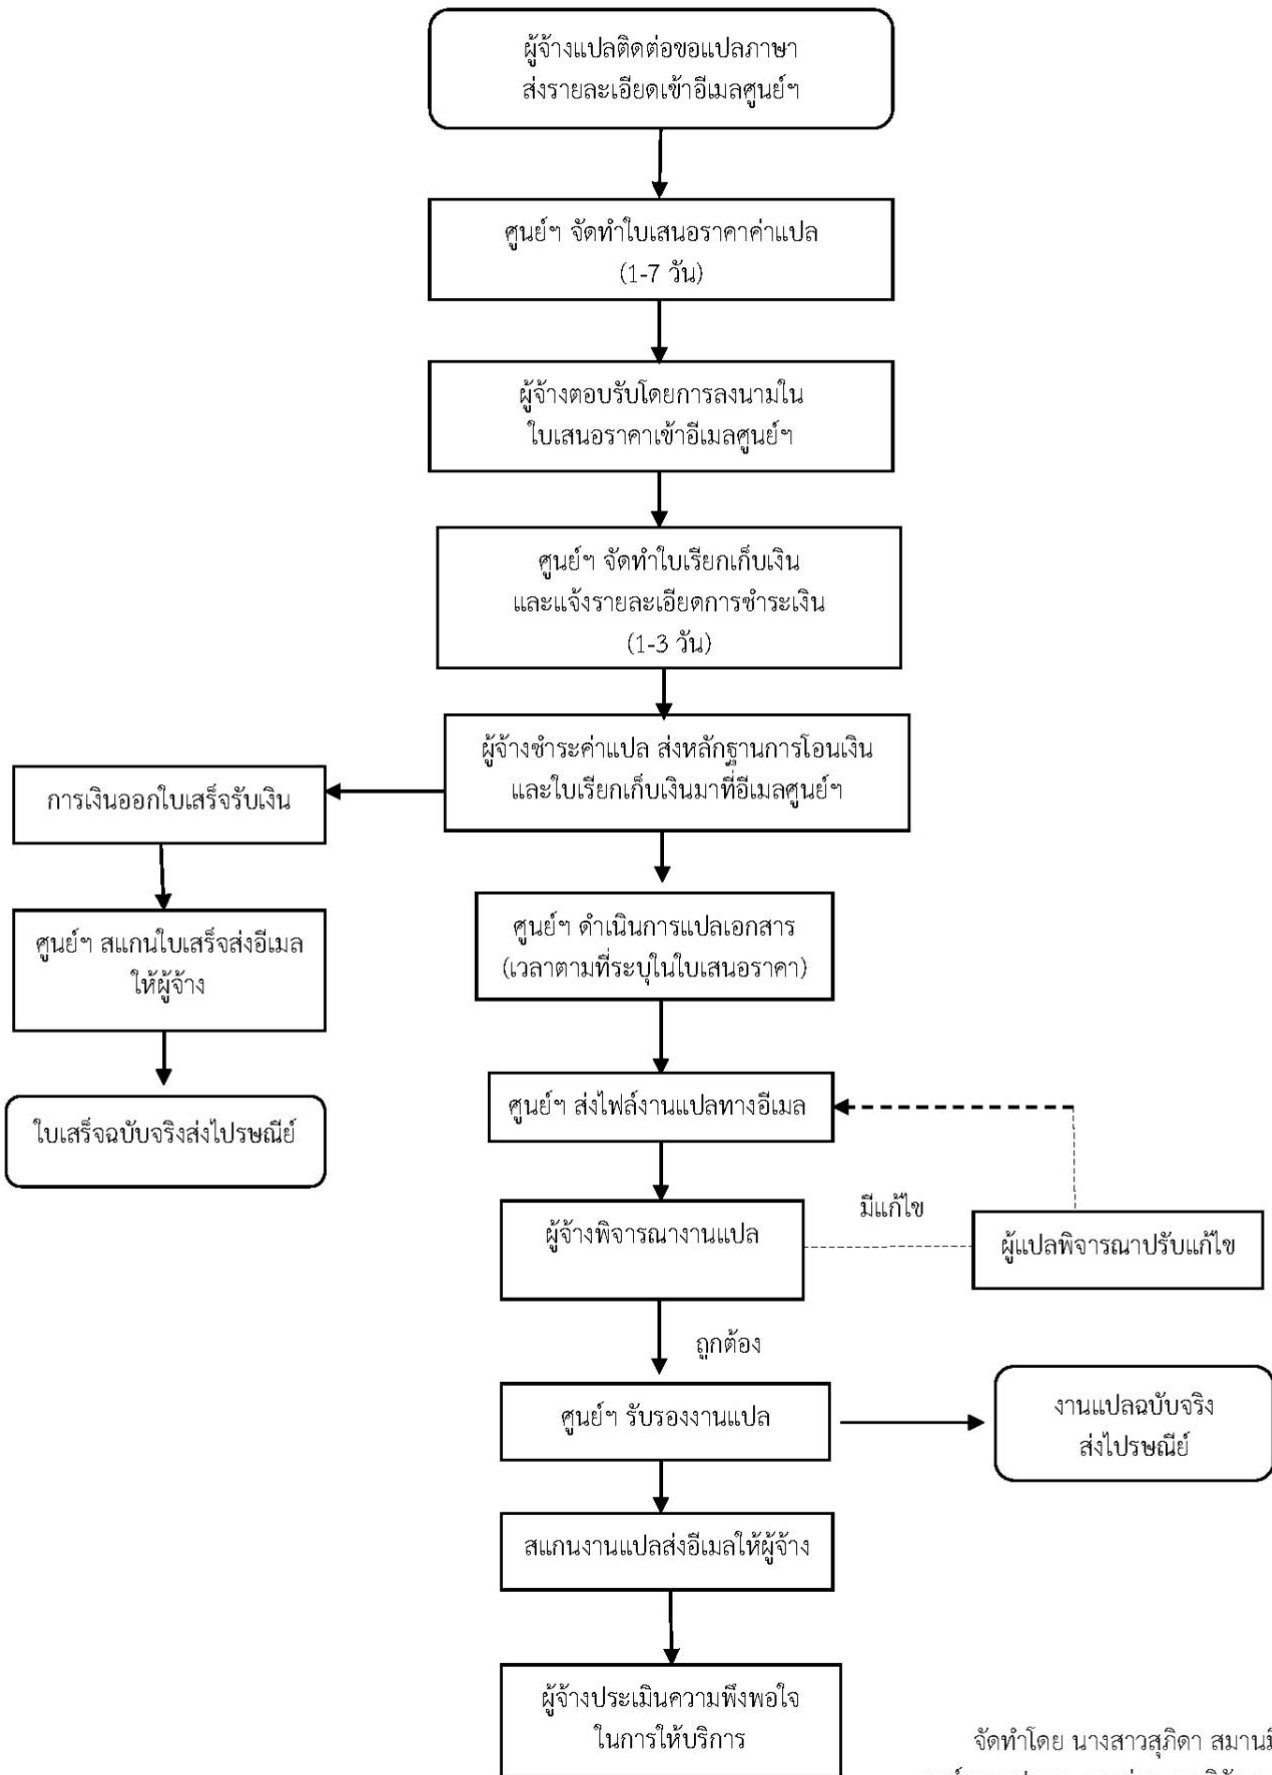 ผู้จ้างแปลติดต่อขอแปลภาษา
ส่งรายละเอียดเข้าอีเมลศูนย์ฯ
ศูนย์ฯ จัดทำใบเสนอราคาค่าแปล
(1-7 วัน)
ผู้จ้างตอบรับโดยการลงนามใน
ใบเสนอราคาเข้าอีเมลศูนย์ฯ
ศูนย์ฯ จัดทำใบเรียกเก็บเงิน
และแจ้งรายละเอียดการชำระเงิน
(1-3 วัน)
ผู้จ้างชำระค่าแปล ส่งหลักฐานการโอนเงิน
และใบเรียกเก็บเงินมาที่อีเมลศูนย์ฯ
การเงินออกใบเสร็จรับเงิน
ศูนย์ฯ สแกนใบเสร็จส่งอีเมล
ให้ผู้จ้าง
ใบเสร็จฉบับจริงส่งไปรษณีย์
ศูนย์ฯ ดำเนินการแปลเอกสาร
(เวลาตามที่ระบุในใบเสนอราคา)
ศูนย์ฯ ส่งไฟล์งานแปลทางอีเมล
ผู้จ้างพิจารณางานแปล
มีแก้ไข
ผู้แปลพิจารณาปรับแก้ไข
ถูกต้อง
ศูนย์ฯ รับรองงานแปล
งานแปลฉบับจริง
ส่งไปรษณีย์
สแกนงานแปลส่งอีเมลให้ผู้จ้าง
ผู้จ้างประเมินความพึงพอใจ
ในการให้บริการ
จัดทำโดย นางสาวสุภิดา